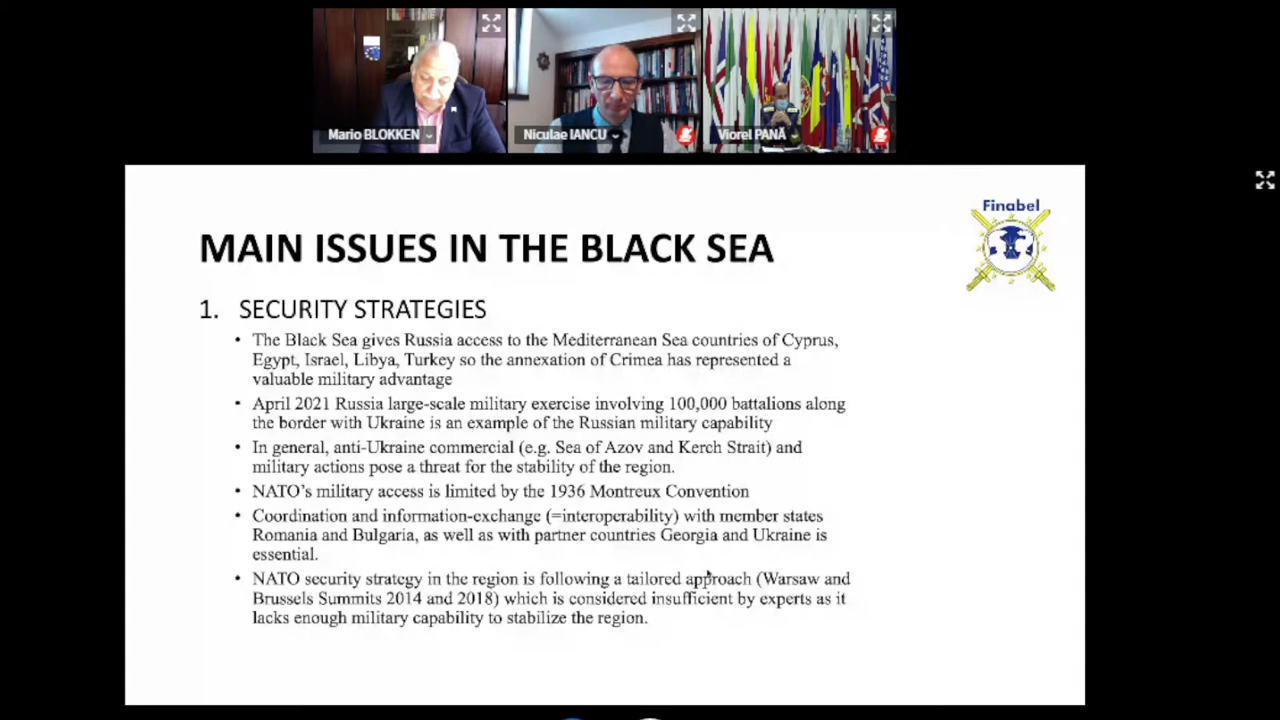 Mario BLOKKEN
Niculae IANCU
Viorel PANĂ
Finabel
MAIN ISSUES IN THE BLACK SEA
1. SECURITY STRATEGIES
• The Black Sea gives Russia access to the Mediterranean Sea countries of Cyprus,
Egypt, Israel, Libya, Turkey so the annexation of Crimea has represented a
valuable military advantage
• April 2021 Russia large-scale military exercise involving 100,000 battalions along
the border with Ukraine is an example of the Russian military capability
• In general, anti-Ukraine commercial (e.g. Sea of Azov and Kerch Strait) and
military actions pose a threat for the stability of the region.
• NATO's military access is limited by the 1936 Montreux Convention
• Coordination and information-exchange (=interoperability) with member states
Romania and Bulgaria, as well as with partner countries Georgia and Ukraine is
essential.
• NATO security strategy in the region is following a tailored approach (Warsaw and
Brussels Summits 2014 and 2018) which is considered insufficient by experts as it
lacks enough military capability to stabilize the region.